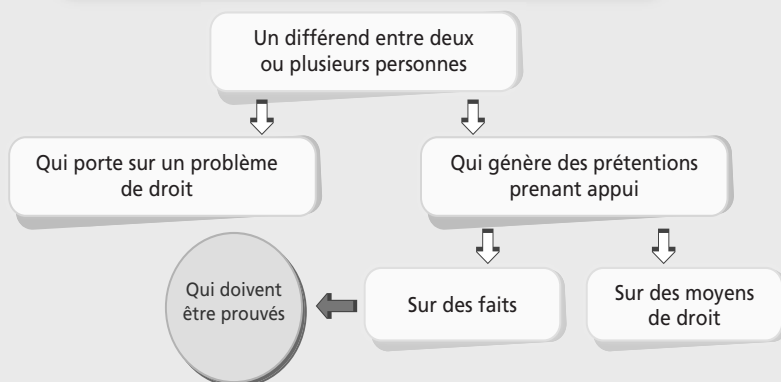 Un différend entre deux
ou plusieurs personnes
Qui porte sur un problème
de droit
Qui génère des prétentions
prenant appui
Qui doivent
être prouvés
Sur des faits
Sur des moyens
de droit